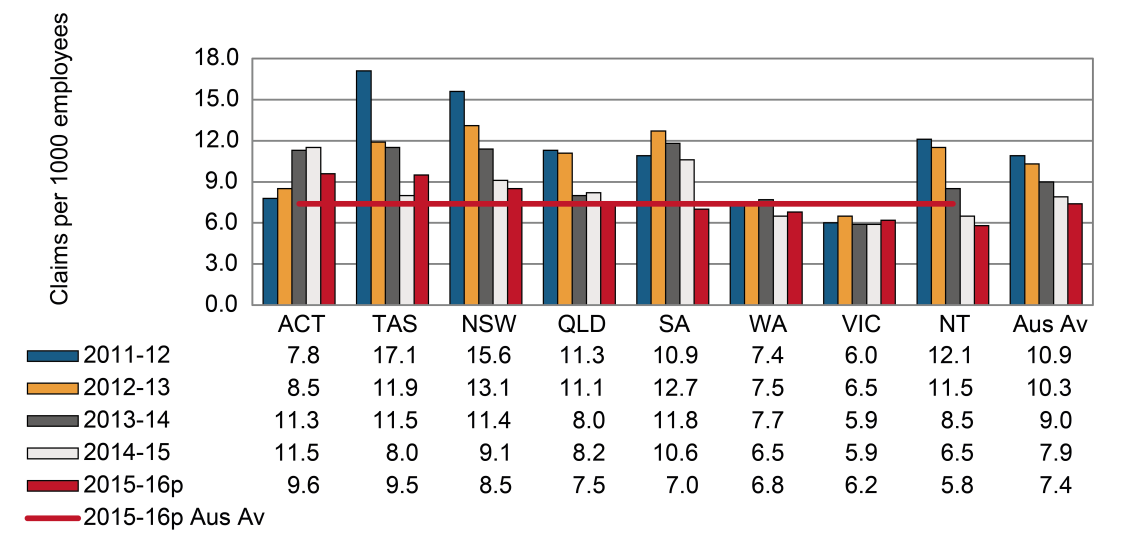 Claims per 1000 employees
18.0
15.0
12.0
9.0
6.0
3.0
0.0
ACT TAS NSW QLD SA WA VIC NT Aus Av
2011-12 7.8 17.1 15.6 11.3 10.9 7.4 6.0 12.1 10.9
2012-13 8.5 11.9 13.1 11.1 12.7 7.5 6.5 11.5 10.3
2013-14 11.3 11.5 11.4 8.0 11.8 7.7 5.9 8.5 9.0
2014-15 11.5 8.0 9.1 8.2 10.6 6.5 5.9 6.5 7.9
2015-16p 9.6 9.5 8.5 7.5 7.0 6.8 6.2 5.8 7.4
2015-16p Aus Av